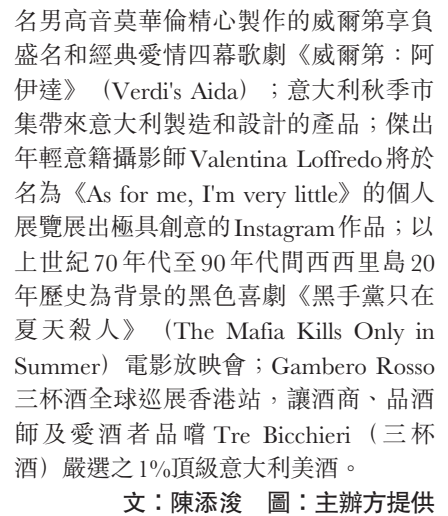 名男高音莫華倫精心製作的威爾第享負
盛名和經典愛情四幕歌劇《威爾第：阿
伊達》（Verdi's Aida）；意大利秋季市
集帶來意大利製造和設計的產品；傑出
年輕意籍攝影師Valentina Loffredo將於
名為《As for me, I'm very little》的個人
展覽展出極具創意的Instagram作品；以
上世紀70年代至90年代間西西里島20
年歷史為背景的黑色喜劇《黑手黨只在
夏天殺人》（The Mafia Kills Only in
Summer）電影放映會；Gambero Rosso
三杯酒全球巡展香港站，讓酒商、品酒
師及愛酒者品嚐 Tre Bicchieri（三杯
酒）嚴選之1%頂級意大利美酒。
文：陳添浚　圖：主辦方提供